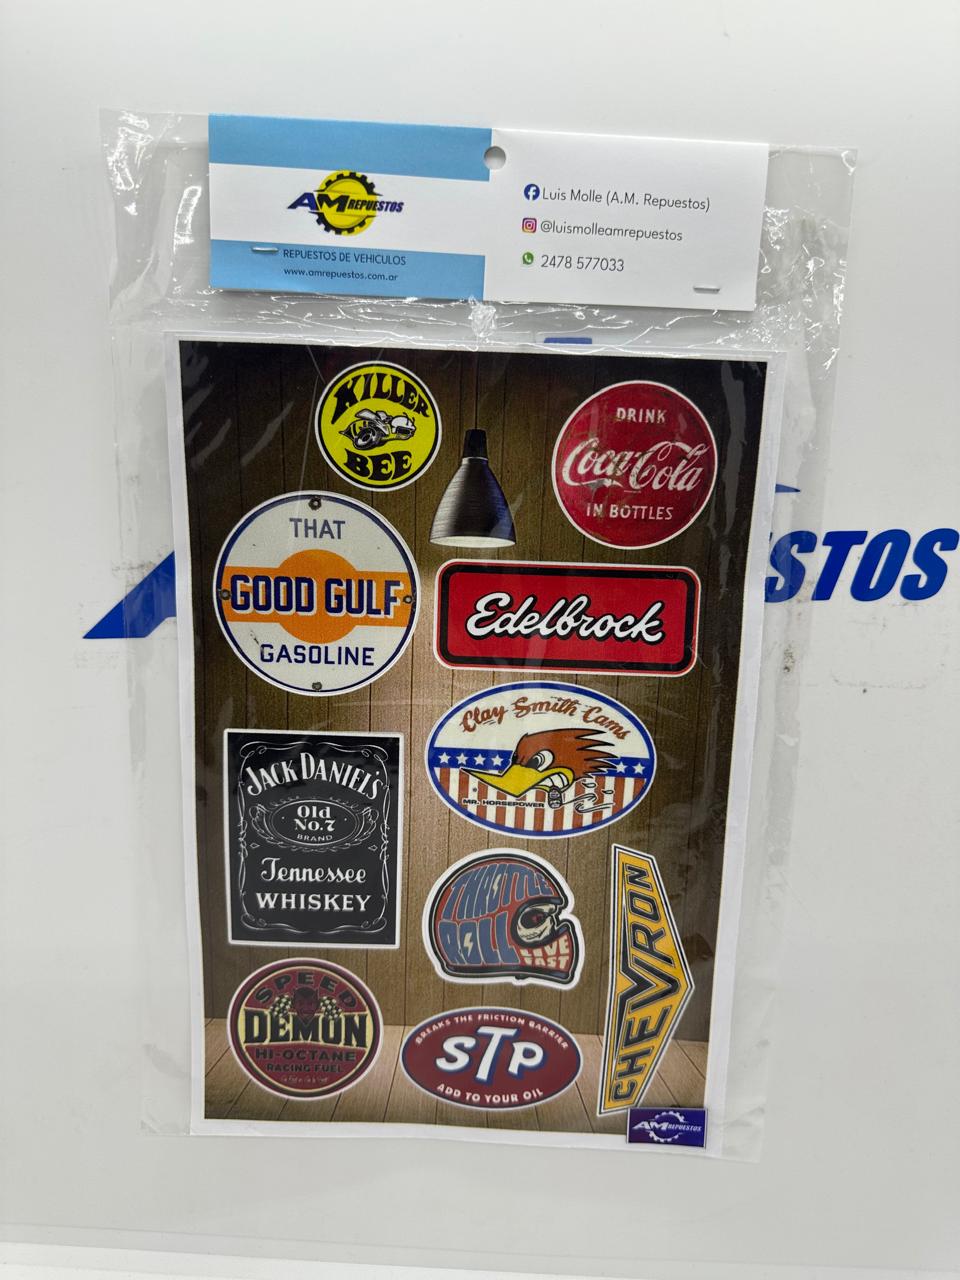 AM REPUESTOS
REPUESTOS DE VEHICULOS
www.amrepuestos.com.ar
Luis Molle (A.M. Repuestos)
@luismolleamrepuestos
2478 577033
KILLER
BEE
DRINK
Coca-Cola
IN BOTTLES
THAT
GOOD GULF
GASOLINE
Edelbrock
STOS
Clay Smith Cams
MR. HORSEPOWER
JACK DANIEL'S
Old
No.7
BRAND
Tennessee
WHISKEY
THROTTLE
ROLL
LIVE
FAST
CHEVRON
SPEED
DEMON
HI-OCTANE
RACING FUEL
BREAKS THE FRICTION BARRIER
STP
ADD TO YOUR OIL
AM REPUESTOS